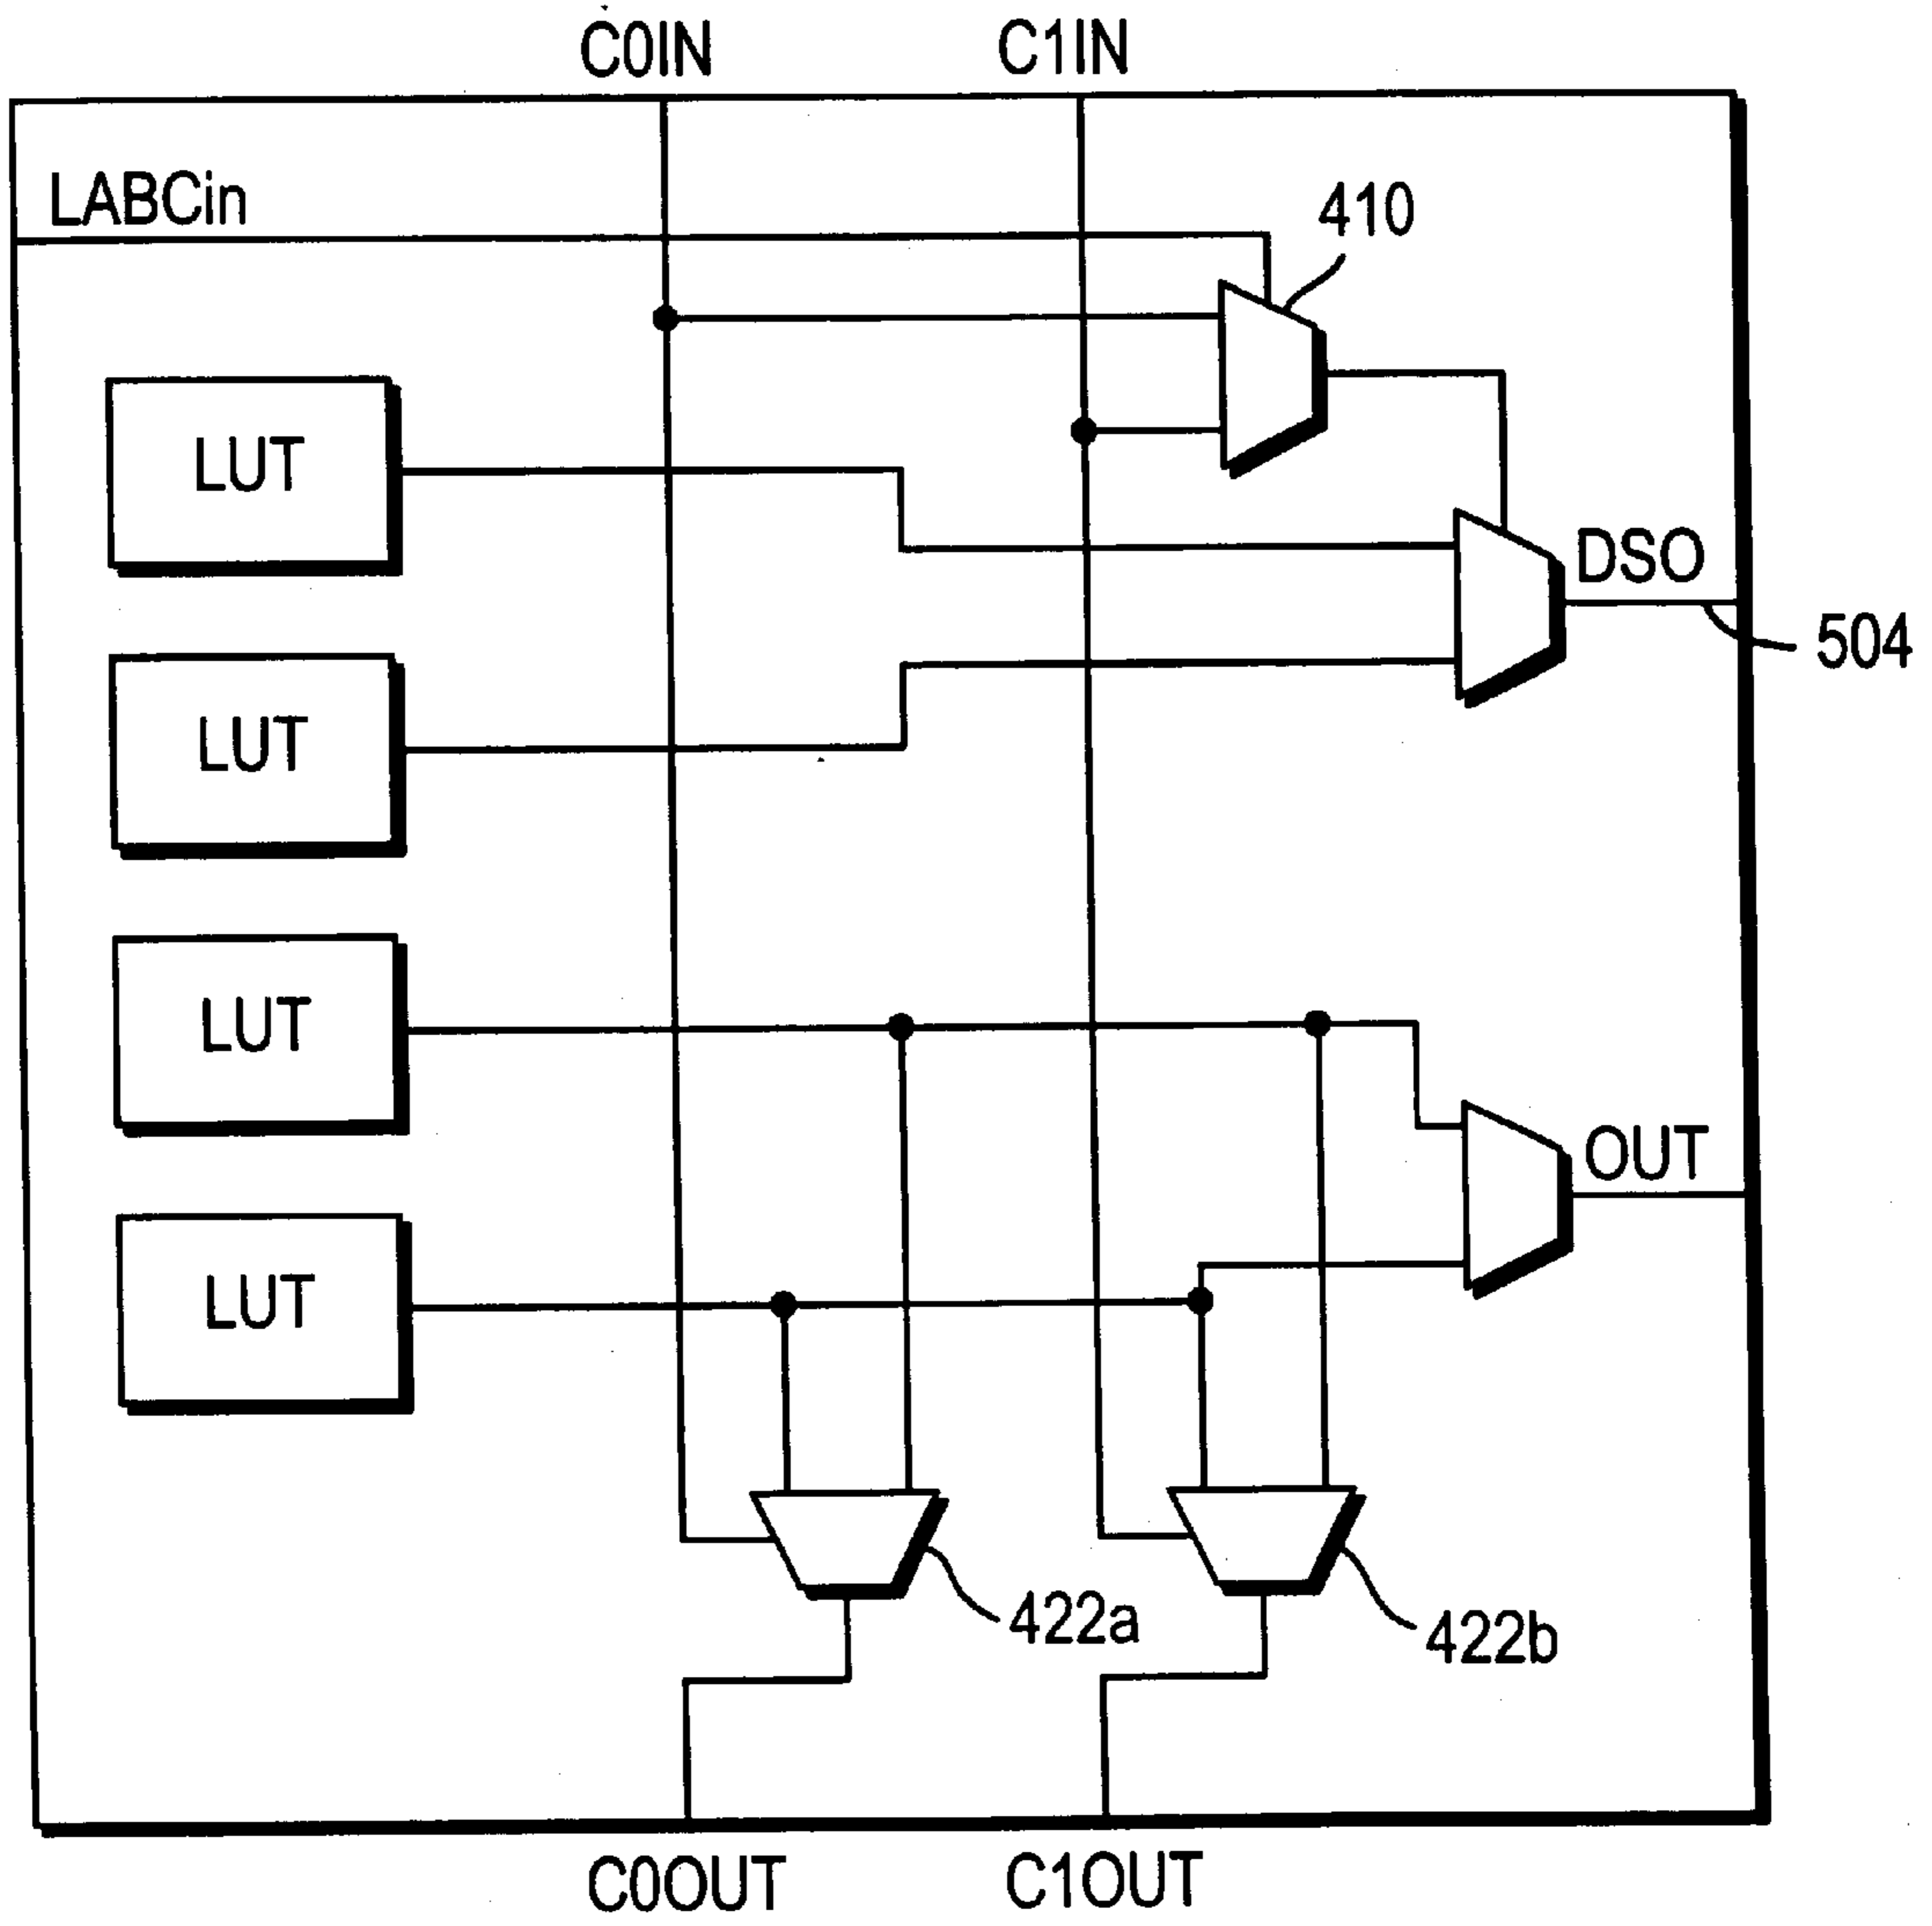 C0IN
C1IN
LABCin
410
LUT
DSO
504
LUT
LUT
OUT
LUT
422a
422b
C0OUT
C1OUT